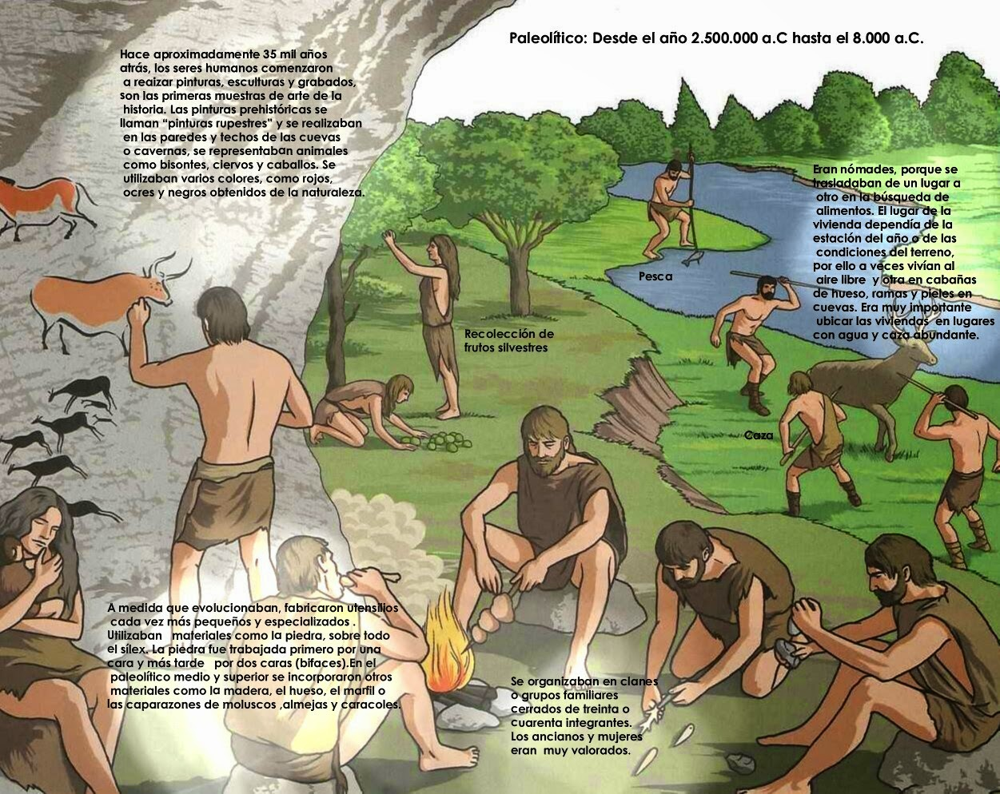 Paleolítico: Desde el año 2.500.000 a.C hasta el 8.000 a.C.
Hace aproximadamente 35 mil años
atrás, los seres humanos comenzaron
a reaizar pinturas, esculturas y grabados,
son las primeras muestras de arte de la
historia. Las pinturas prehistóricas se
llaman “pinturas rupestres” y se realizaban
en las paredes y techos de las cuevas
o cavernas, se representaban animales
como bisontes, ciervos y caballos. Se
utilizaban varios colores, como rojos,
ocres y negros obtenidos de la naturaleza.
Eran nómades, porque se
trasladaban de un lugar a
otro en la búsqueda de
alimentos. El lugar de la
vivienda dependía de la
estación del año o de las
condiciones del terreno,
por ello a veces vivían al
aire libre y otra en cabañas
de hueso, ramas y pieles en
cuevas. Era muy importante
ubicar las viviendas en lugares
con agua y caza abundante.
Pesca
Recolección de
frutos silvestres
Caza
A medida que evolucionaban, fabricaron utensilios
cada vez más pequeños y especializados .
Utilizaban materiales como la piedra, sobre todo
el sílex. La piedra fue trabajada primero por una
cara y más tarde por dos caras (bifaces).En el
paleolítico medio y superior se incorporaron otros
materiales como la madera, el hueso, el marfil o
las caparazones de moluscos ,almejas y caracoles.
Se organizaban en clanes
o grupos familiares
cerrados de treinta o
cuarenta integrantes.
Los ancianos y mujeres
eran muy valorados.